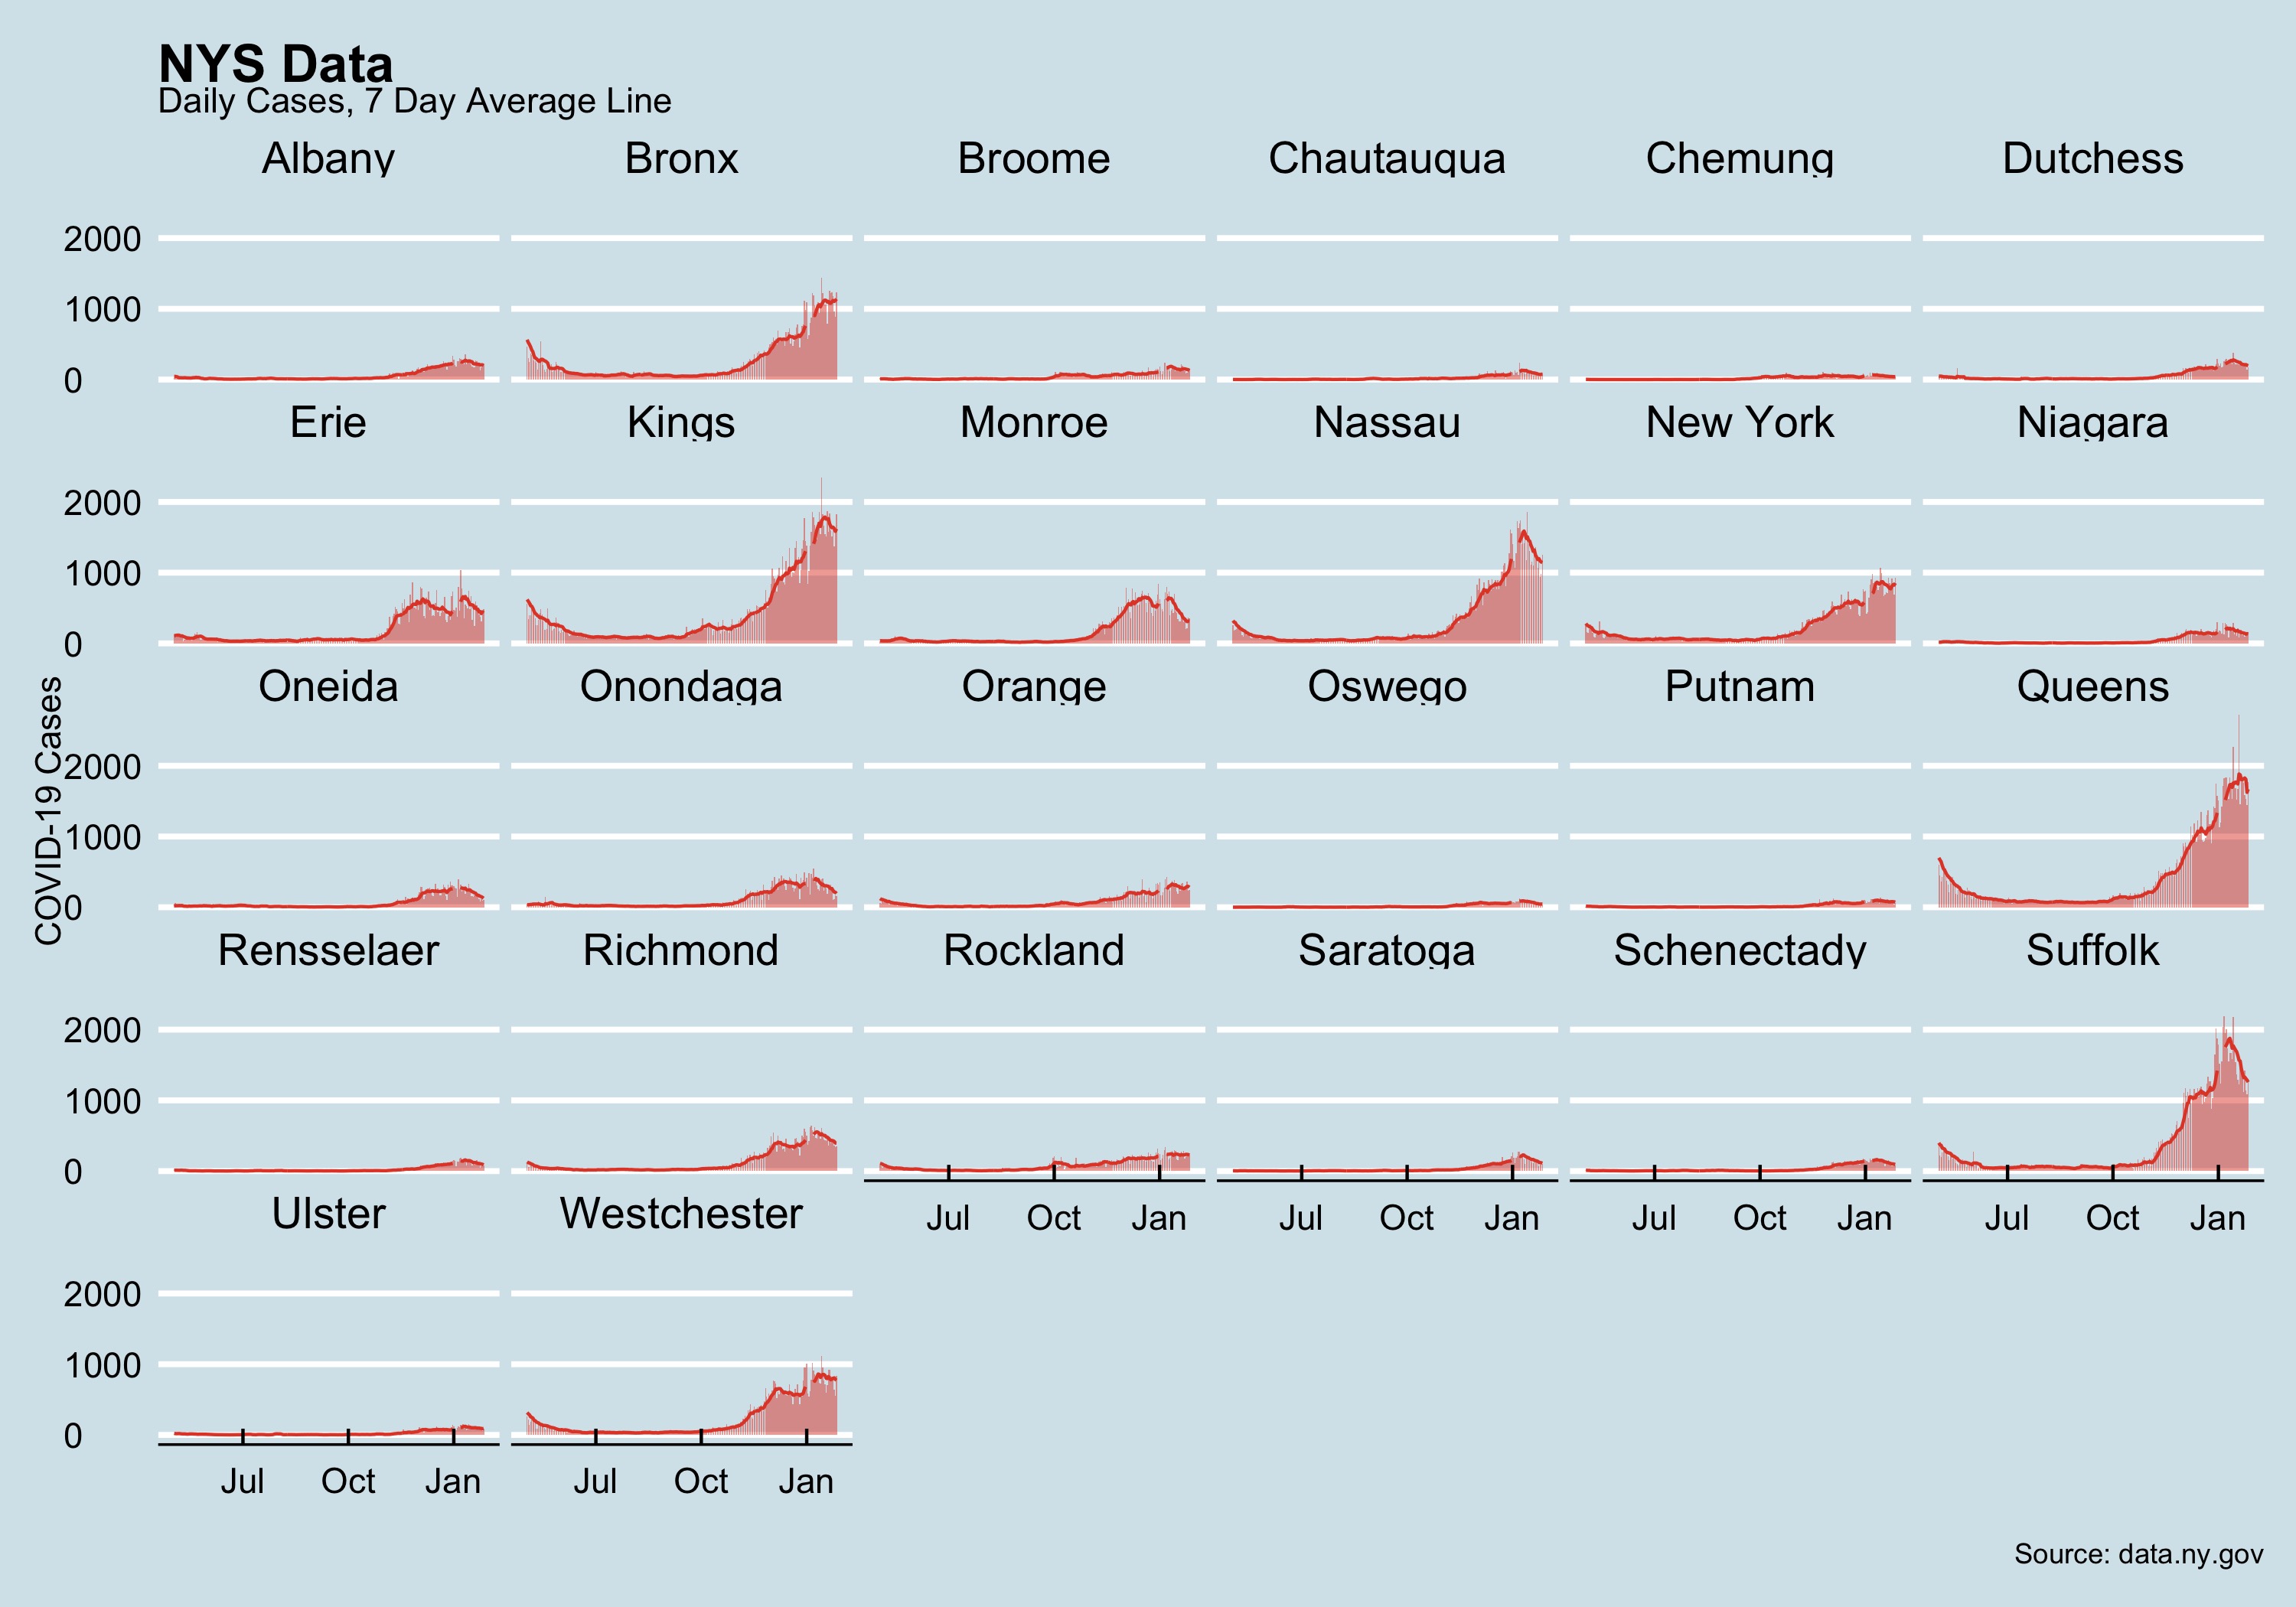 NYS Data
Daily Cases, 7 Day Average Line
Albany Bronx Broome Chautauqua Chemung Dutchess
2000
1000
0
Erie Kings Monroe Nassau New York Niagara
2000
1000
0
Oneida Onondaga Orange Oswego Putnam Queens
COVID-19 Cases
2000
1000
0
Rensselaer Richmond Rockland Saratoga Schenectady Suffolk
2000
1000
0
Ulster Westchester
Jul Oct Jan Jul Oct Jan Jul Oct Jan Jul Oct Jan
2000
1000
0
Jul Oct Jan Jul Oct Jan
Source: data.ny.gov